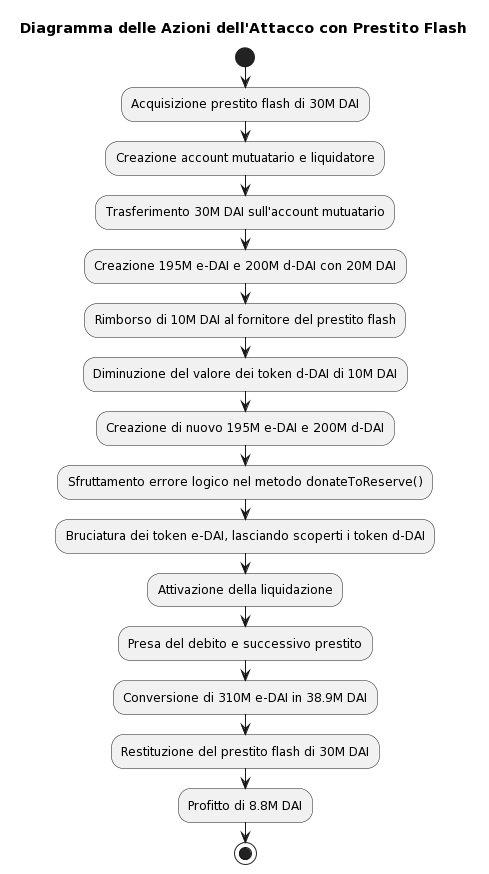 Diagramma delle Azioni dell'Attacco con Prestito Flash
Acquisizione prestito flash di 30M DAI
Creazione account mutuatario e liquidatore
Trasferimento 30M DAI sull'account mutuatario
Creazione 195M e-DAI e 200M d-DAI con 20M DAI
Rimborso di 10M DAI al fornitore del prestito flash
Diminuzione del valore dei token d-DAI di 10M DAI
Creazione di nuovo 195M e-DAI e 200M d-DAI
Sfruttamento errore logico nel metodo donateToReserve()
Bruciatura dei token e-DAI, lasciando scoperti i token d-DAI
Attivazione della liquidazione
Presa del debito e successivo prestito
Conversione di 310M e-DAI in 38.9M DAI
Restituzione del prestito flash di 30M DAI
Profitto di 8.8M DAI